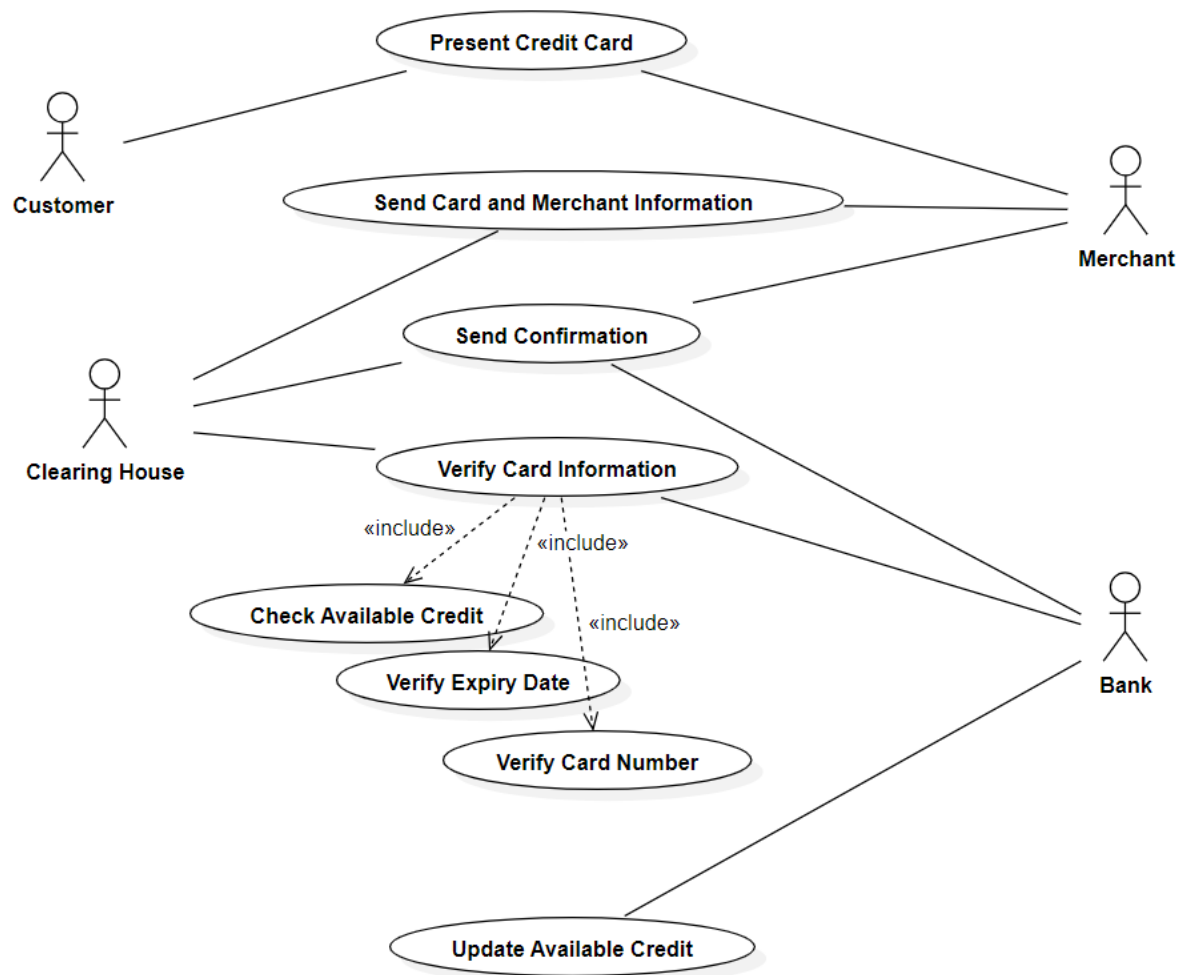 Present Credit Card
Customer
Send Card and Merchant Information
Merchant
Send Confirmation
Clearing House
Verify Card Information
«include»
«include»
Check Available Credit
«include»
Verify Expiry Date
Bank
Verify Card Number
Update Available Credit